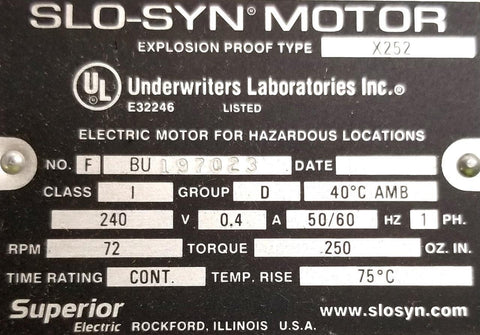 SLO-SYN® MOTOR
EXPLOSION PROOF TYPE X252
UL Underwriters Laboratories Inc.®
E32246 LISTED
ELECTRIC MOTOR FOR HAZARDOUS LOCATIONS
NO. F BU 197023 DATE
CLASS I GROUP D 40°C AMB
240 V 0.4 A 50/60 HZ 1 PH.
RPM 72 TORQUE 250 OZ. IN.
TIME RATING CONT. TEMP. RISE 75°C
Superior www.slosyn.com
Electric ROCKFORD, ILLINOIS U.S.A.